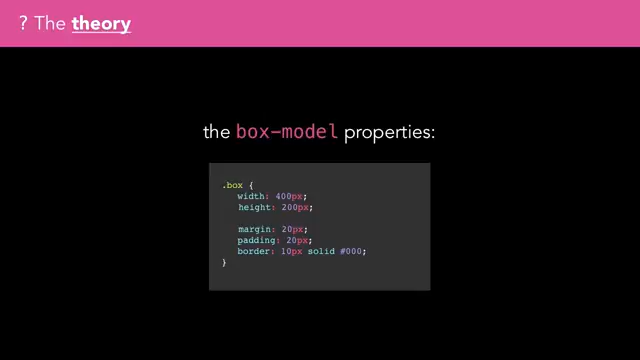 ? The theory
the box-model properties:
.box {
width: 400px;
height: 200px;
margin: 20px;
padding: 20px;
border: 10px solid #000;
}